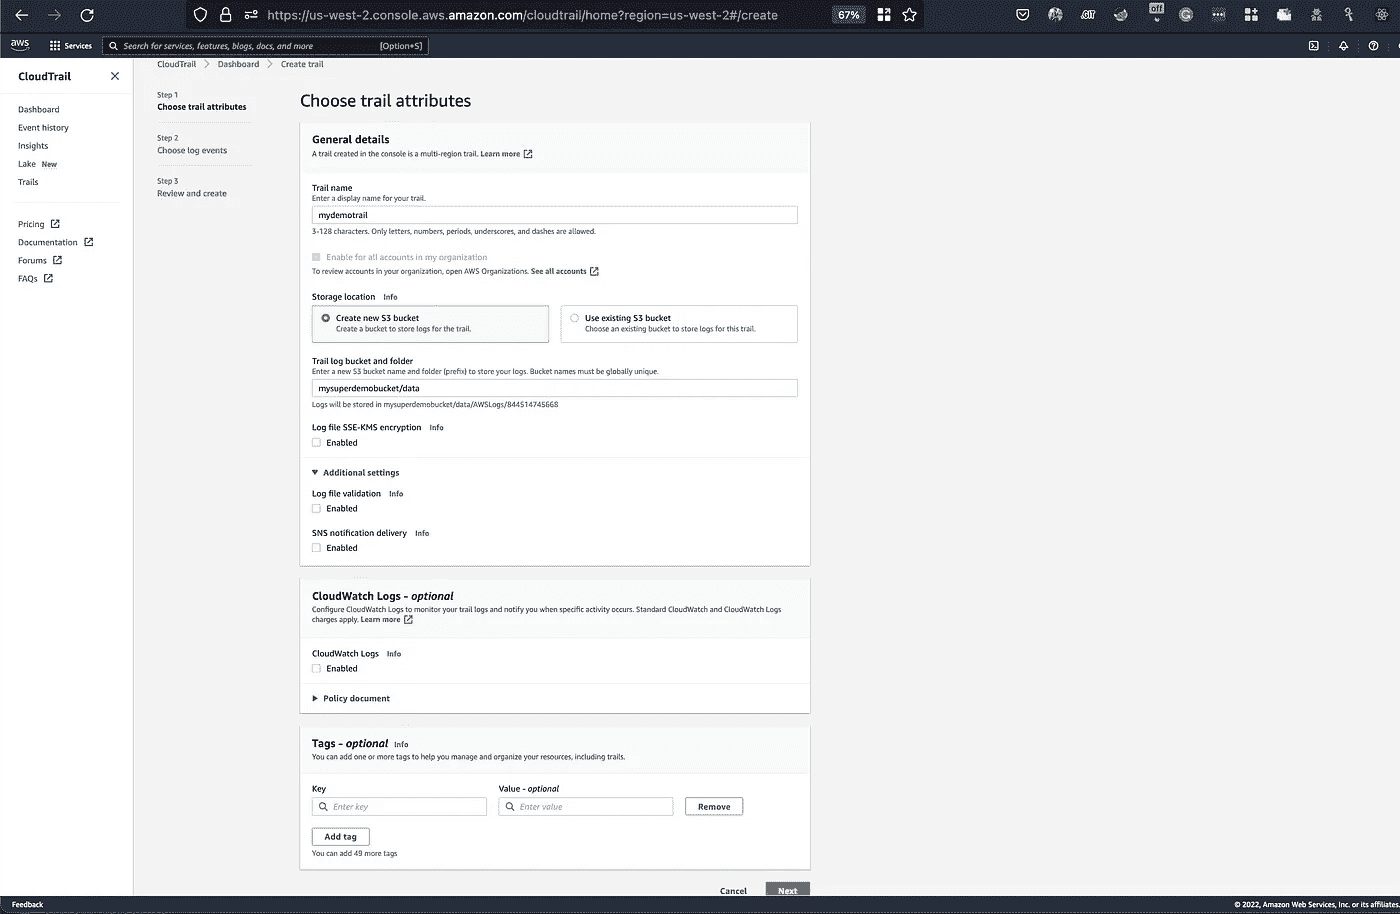 https://us-west-2.console.aws.amazon.com/cloudtrail/home?region=us-west-2#/create
67%
off
.GIT
aws
Services
Search for services, features, blogs, docs, and more
[Option+S]
CloudTrail
Dashboard
Event history
Insights
Lake New
Trails
Pricing
Documentation
Forums
FAQs
CloudTrail > Dashboard > Create trail
Step 1
Choose trail attributes
Step 2
Choose log events
Step 3
Review and create
Choose trail attributes
General details
A trail created in the console is a multi-region trail. Learn more
Trail name
Enter a display name for your trail.
mydemotrail
3-128 characters. Only letters, numbers, periods, underscores, and dashes are allowed.
Enable for all accounts in my organization
To review accounts in your organization, open AWS Organizations. See all accounts
Storage location Info
Create new S3 bucket
Create a bucket to store logs for the trail.
Use existing S3 bucket
Choose an existing bucket to store logs for this trail.
Trail log bucket and folder
Enter a new S3 bucket name and folder (prefix) to store your logs. Bucket names must be globally unique.
mysuperdemobucket/data
Logs will be stored in mysuperdemobucket/data/AWSLogs/844514745668
Log file SSE-KMS encryption Info
Enabled
Additional settings
Log file validation Info
Enabled
SNS notification delivery Info
Enabled
CloudWatch Logs - optional
Configure CloudWatch Logs to monitor your trail logs and notify you when specific activity occurs. Standard CloudWatch and CloudWatch Logs
charges apply. Learn more
CloudWatch Logs Info
Enabled
Policy document
Tags - optional Info
You can add one or more tags to help you manage and organize your resources, including trails.
Key
Value - optional
Enter key
Enter value
Remove
Add tag
You can add 49 more tags
Cancel
Next
Feedback
© 2022, Amazon Web Services, Inc. or its affiliates.